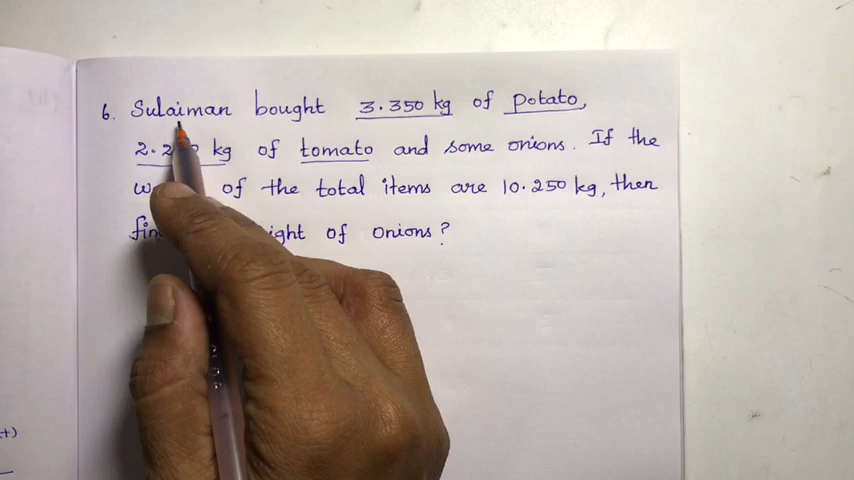 6. Sulaiman bought 3.350 kg of potato,
kg of tomato and some onions. If the
of the total items are 10.250 kg, then
of onions?
t)